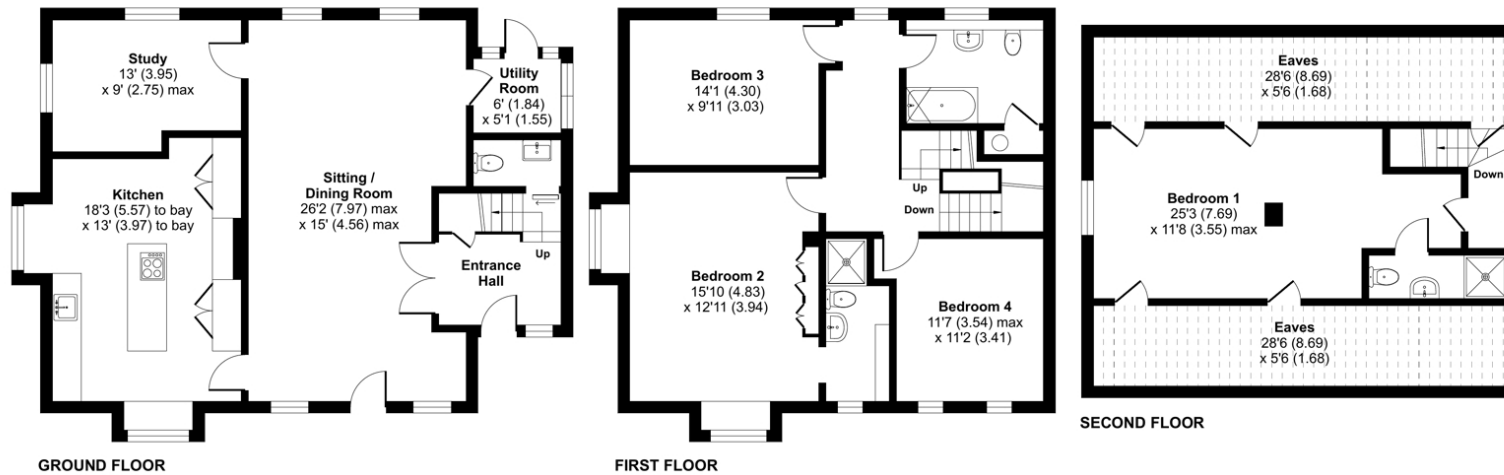 Study
13' (3.95)
x 9' (2.75) max
Utility
Room
6' (1.84)
x 5'1 (1.55)
Kitchen
18'3 (5.57) to bay
x 13' (3.97) to bay
Sitting /
Dining Room
26'2 (7.97) max
x 15' (4.56) max
Up
Entrance
Hall
GROUND FLOOR
Bedroom 3
14'1 (4.30)
x 9'11 (3.03)
Up
Down
Bedroom 2
15'10 (4.83)
x 12'11 (3.94)
Bedroom 4
11'7 (3.54) max
x 11'2 (3.41)
FIRST FLOOR
Eaves
28'6 (8.69)
x 5'6 (1.68)
Down
Bedroom 1
25'3 (7.69)
x 11'8 (3.55) max
Eaves
28'6 (8.69)
x 5'6 (1.68)
SECOND FLOOR